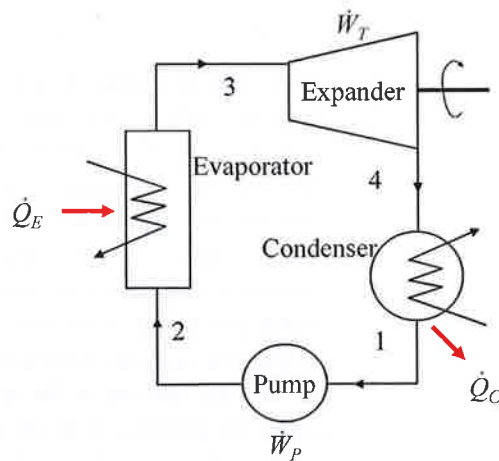 Ẇ_T
3
Expander
Evaporator
4
Q̇_E
Condenser
2
1
Pump
Q̇_C
Ẇ_P